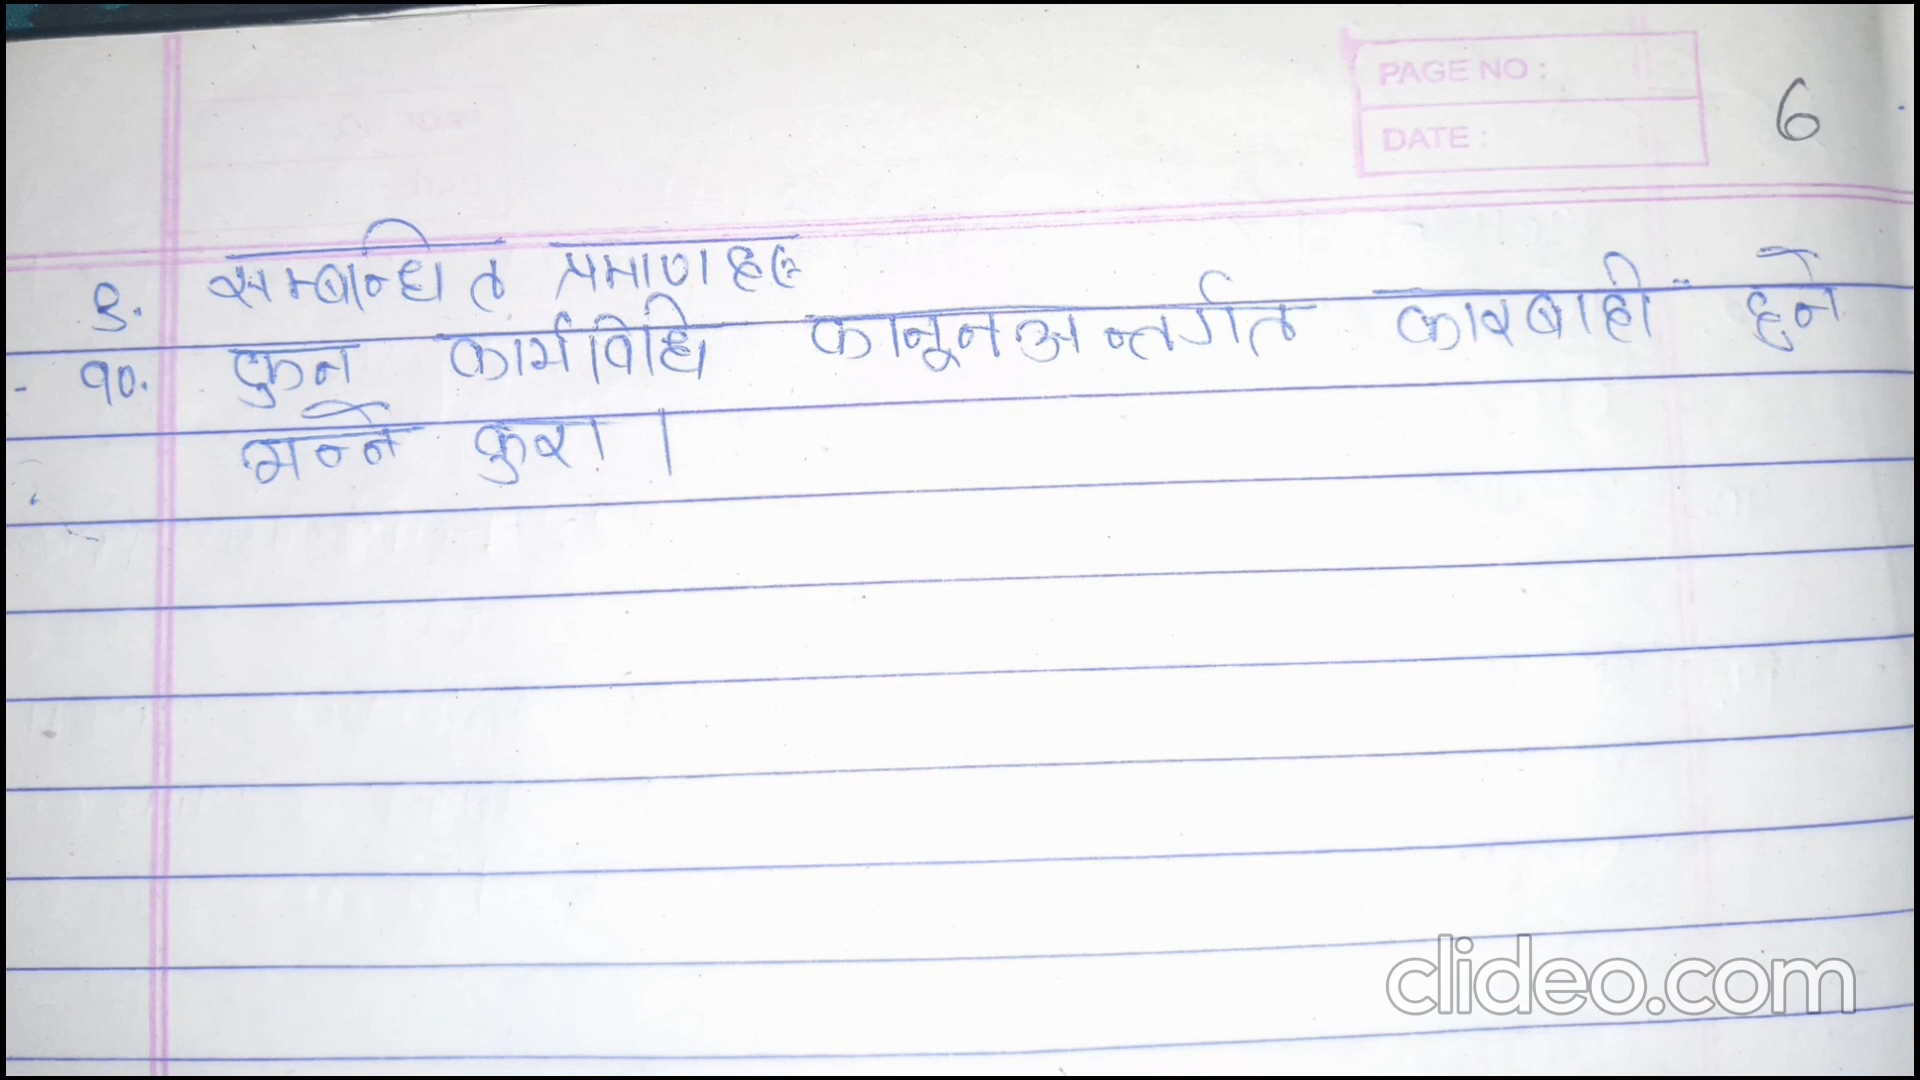 PAGE NO :
DATE :
6
९. सम्बन्धित प्रमाणहरू
१०. कुन कार्यविधि कानूनअन्तर्गत कारबाही हुने
भन्ने कुरा ।
clideo.com